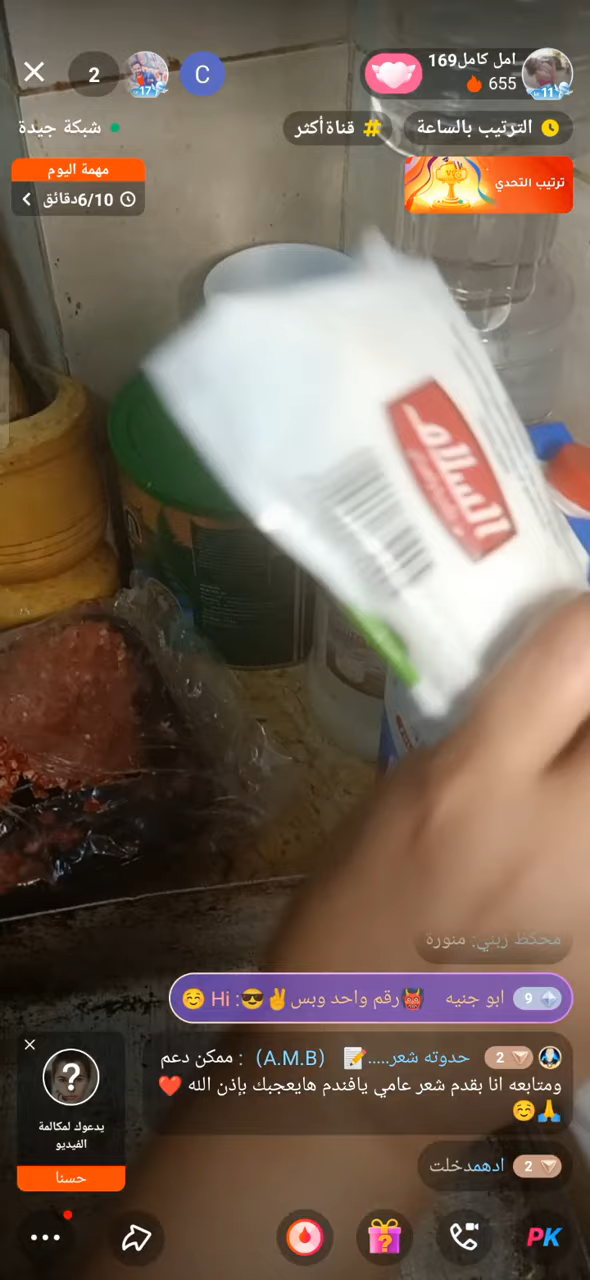 امل كامل169
655
11
2
17
C
# قناة أكثر
الترتيب بالساعة
شبكة جيدة
ترتيب التحدي
مهمة اليوم
6/10دقائق
السلام
محكظ ربني: منورة
9 ابو جنيه 👹رقم واحد وبس✌😎: Hi ☺️
2 حدوته شعر.....📝 (A.M.B) : ممكن دعم
ومتابعه انا بقدم شعر عامي يافندم هايعجبك بإذن الله ❤️
🙏☺️
2 ادهمدخلت
?
يدعوك لمكالمة
الفيديو
حسنا
PK